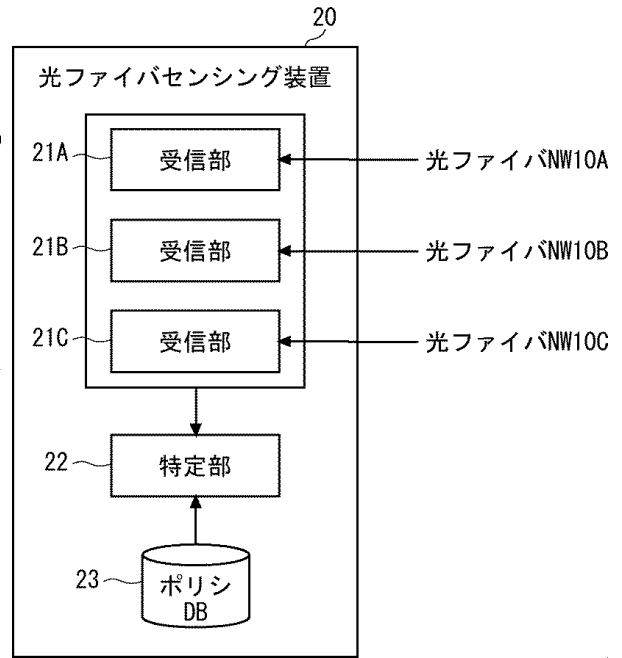 20
光ファイバセンシング装置
21A
受信部
光ファイバNW10A
21B
受信部
光ファイバNW10B
21C
受信部
光ファイバNW10C
22
特定部
23
ポリシ
DB